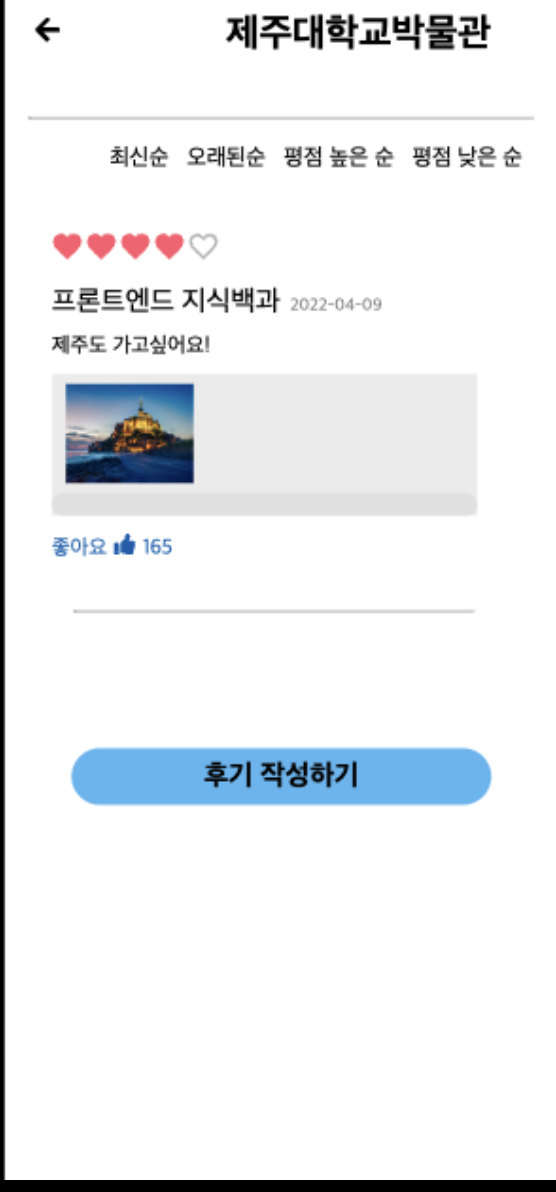 제주대학교박물관
최신순 오래된순 평점 높은 순 평점 낮은 순
프론트엔드 지식백과 2022-04-09
제주도 가고싶어요!
좋아요 165
후기 작성하기